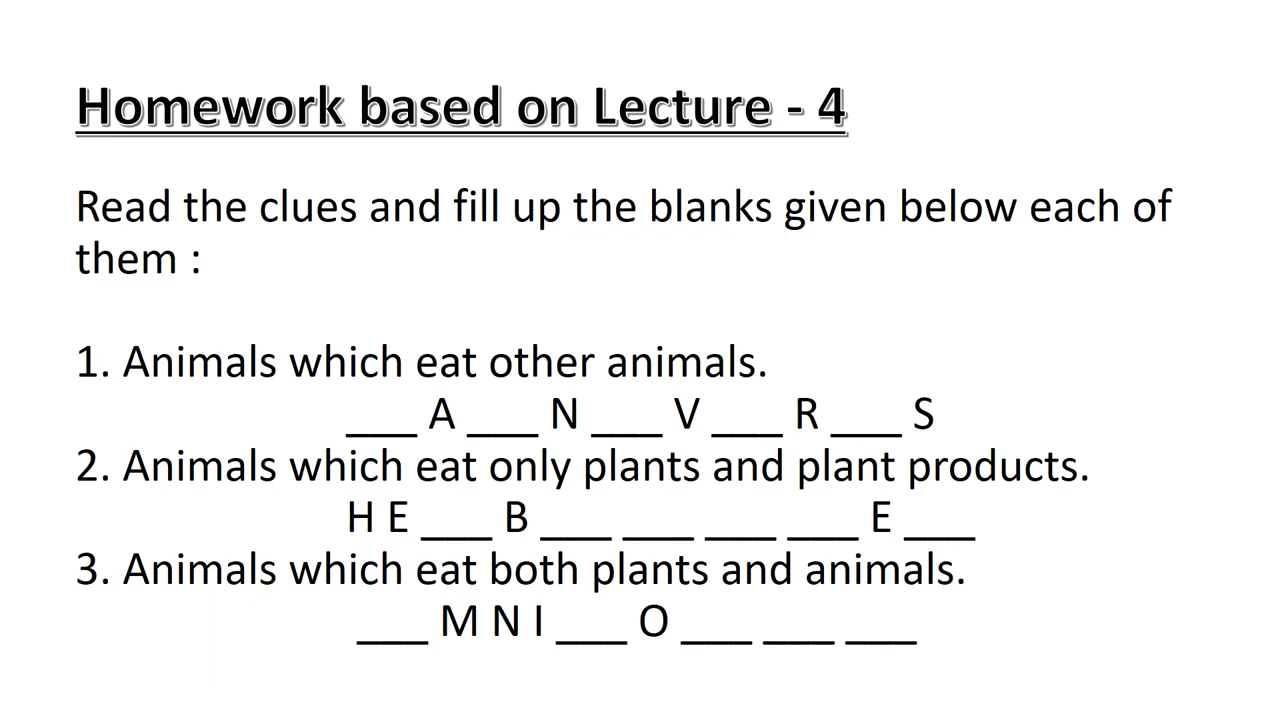 Homework based on Lecture - 4
Read the clues and fill up the blanks given below each of
them :
1. Animals which eat other animals.
___ A ___ N ___ V ___ R ___ S
2. Animals which eat only plants and plant products.
H E ___ B ___ ___ ___ ___ E ___
3. Animals which eat both plants and animals.
___ M N I ___ O ___ ___ ___